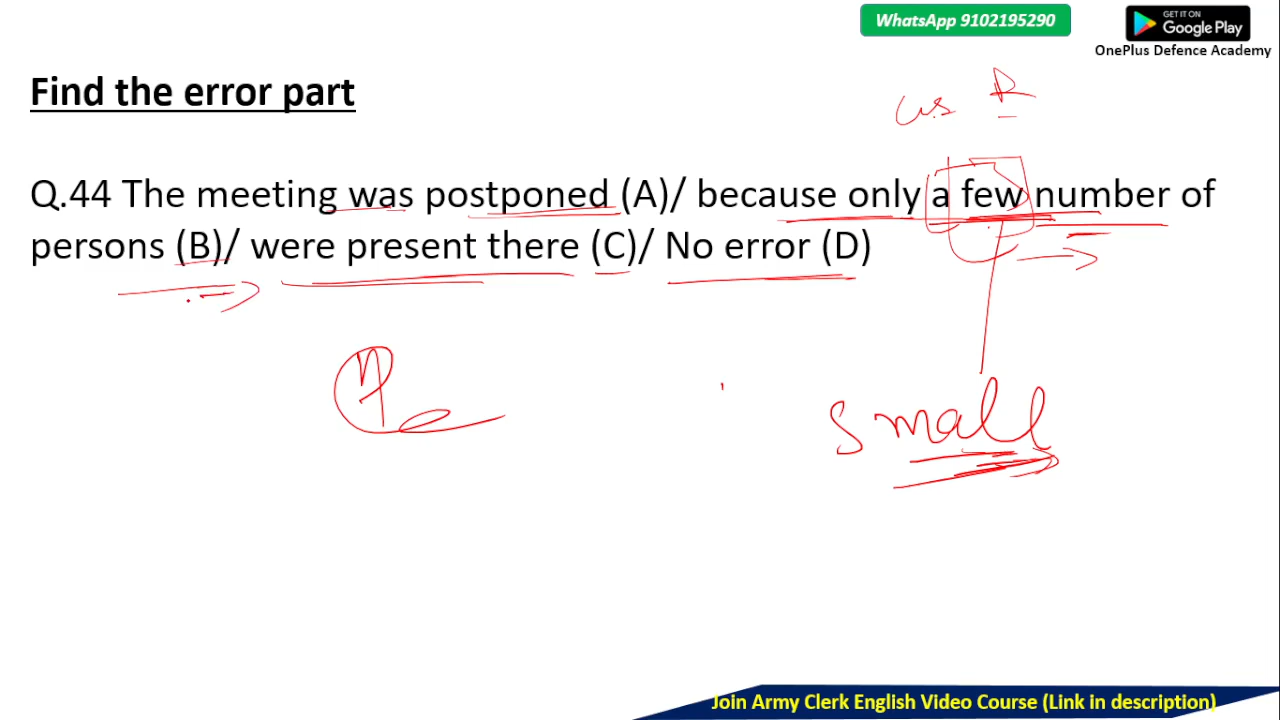 WhatsApp 9102195290
GET IT ON
Google Play
OnePlus Defence Academy
Find the error part
Q.44 The meeting was postponed (A)/ because only a few number of
persons (B)/ were present there (C)/ No error (D)
small
Join Army Clerk English Video Course (Link in description)